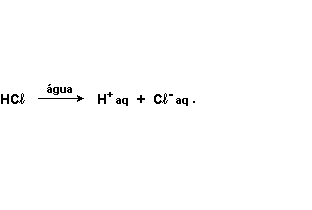 água
HCℓ ⟶ H⁺aq + Cℓ⁻aq .